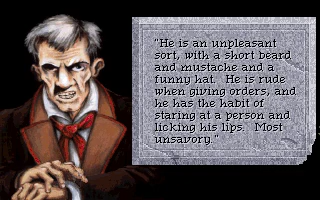 "He is an unpleasant
sort, with a short beard
and mustache and a
funny hat.  He is rude
when giving orders, and
he has the habit of
staring at a person and
licking his lips.  Most
unsavory."